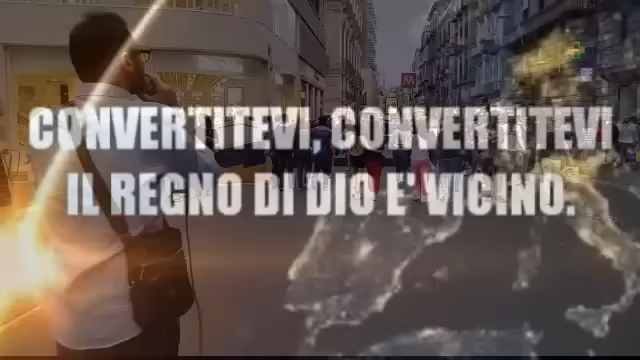 CONVERTITEVI, CONVERTITEVI
IL REGNO DI DIO E' VICINO.